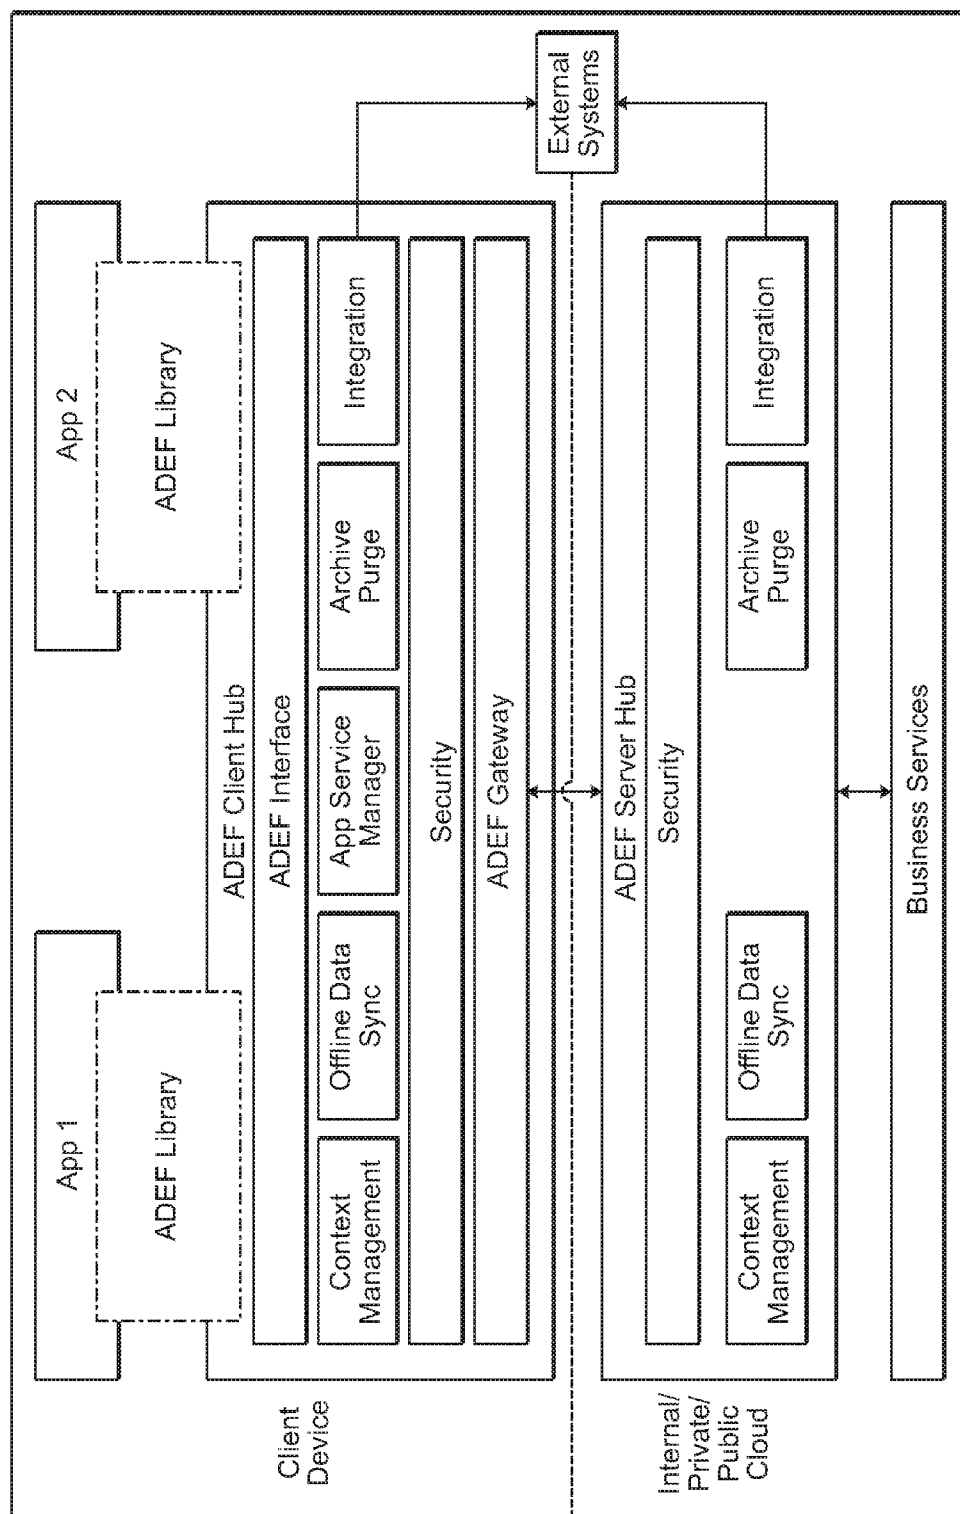 App 1
App 2
ADEF Library
ADEF Library
Client
Device
ADEF Client Hub
ADEF Interface
Context
Management
Offline Data
Sync
App Service
Manager
Archive
Purge
Integration
Security
ADEF Gateway
External
Systems
Internal/
Private/
Public
Cloud
ADEF Server Hub
Security
Context
Management
Offline Data
Sync
Archive
Purge
Integration
Business Services